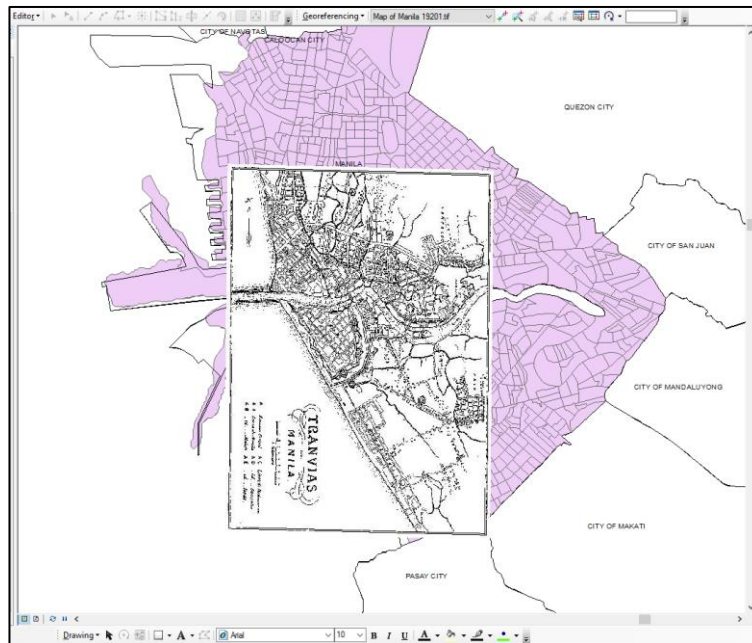 Editor
Georeferencing Map of Manila 19201.tif
CITY OF NAVOTAS
CALOOCAN CITY
QUEZON CITY
MANILA
CITY OF SAN JUAN
CITY OF MANDALUYONG
CITY OF MAKATI
PASAY CITY
TRANVIAS
MANILA.
Drawing A Arial 10 B I U A